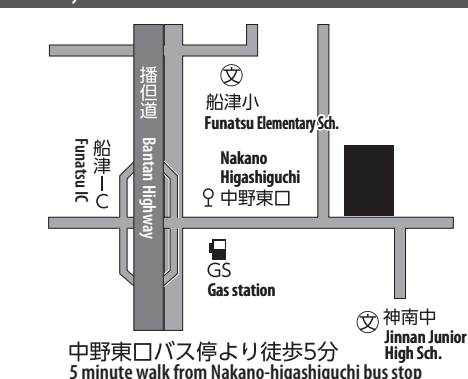 播但道
Bantan Highway
船津IC
Funatsu IC
文
船津小
Funatsu Elementary Sch.
Nakano
Higashiguchi
中野東口
GS
Gas station
文
神南中
Jinnan Junior
High Sch.
中野東口バス停より徒歩5分
5 minute walk from Nakano-higashiguchi bus stop